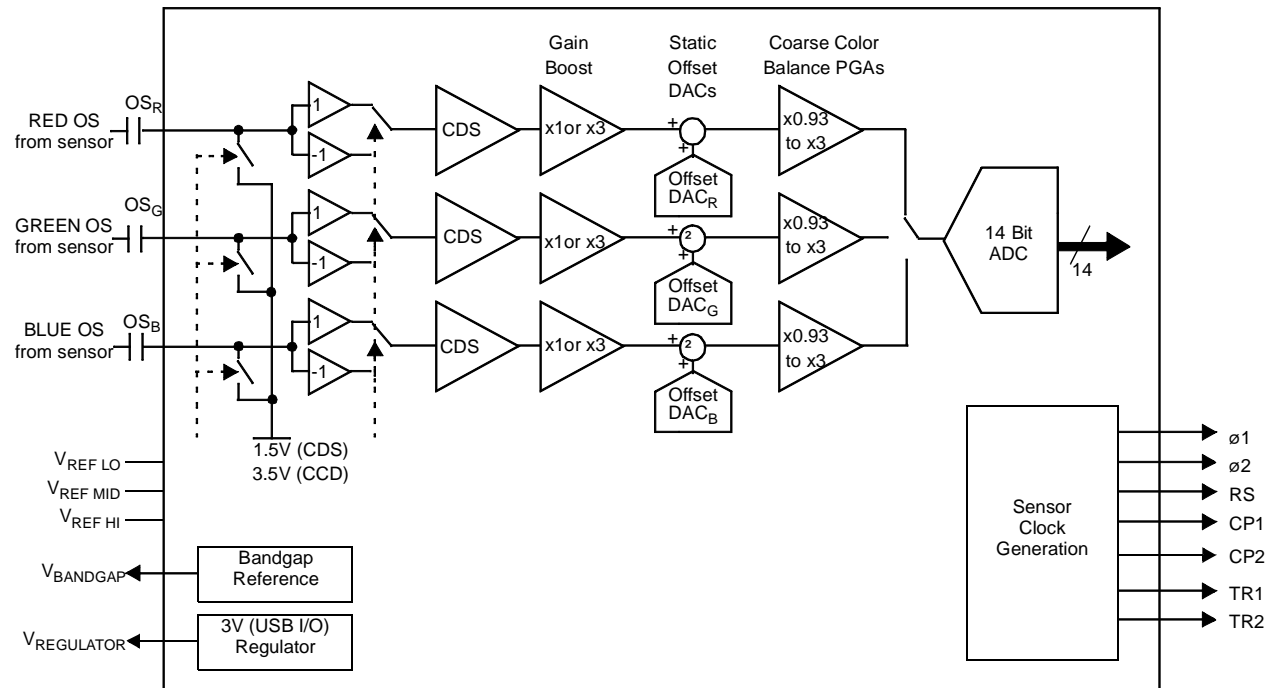 Gain
Boost
Static
Offset
DACs
Coarse Color
Balance PGAs
RED OS
from sensor
OSR
1
-1
CDS
x1or x3
+
+
Offset
DACR
x0.93
to x3
GREEN OS
from sensor
OSG
1
-1
CDS
x1or x3
+
2
+
Offset
DACG
x0.93
to x3
14 Bit
ADC
14
BLUE OS
from sensor
OSB
1
-1
CDS
x1or x3
+
2
+
Offset
DACB
x0.93
to x3
1.5V (CDS)
3.5V (CCD)
VREF LO
VREF MID
VREF HI
VBANDGAP
Bandgap
Reference
VREGULATOR
3V (USB I/O)
Regulator
Sensor
Clock
Generation
ø1
ø2
RS
CP1
CP2
TR1
TR2